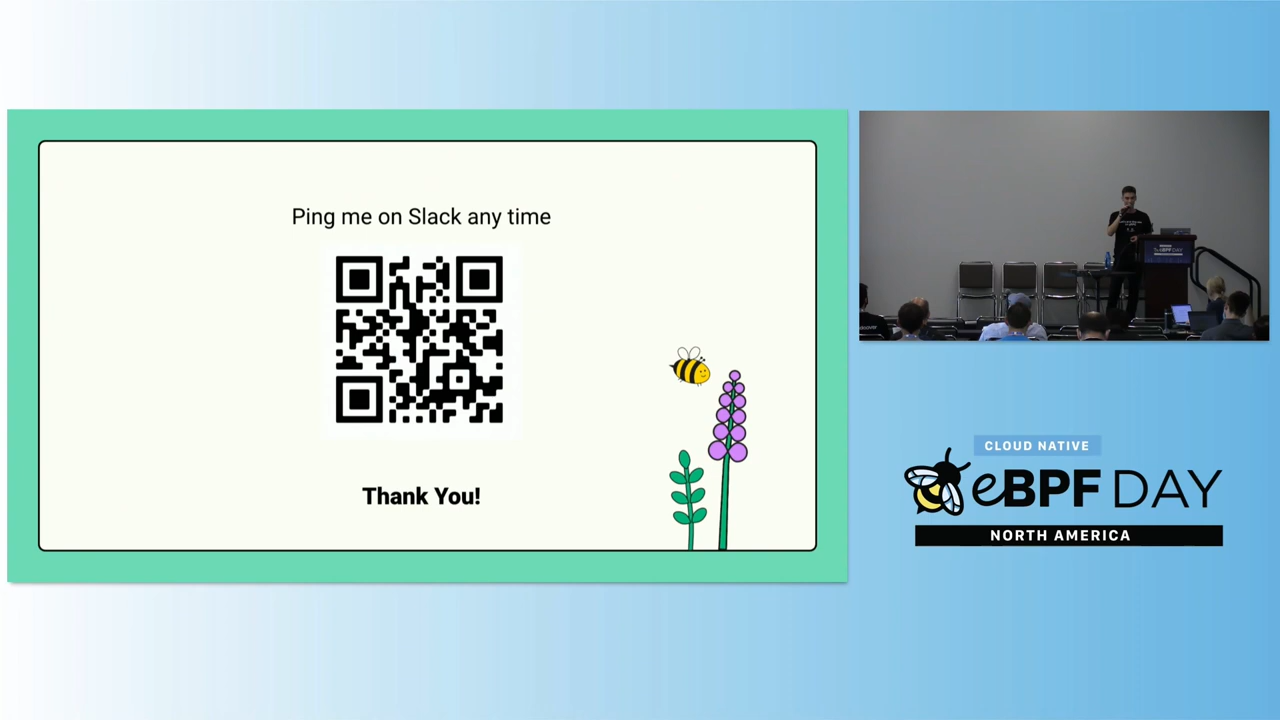 Ping me on Slack any time
Thank You!
CLOUD NATIVE
eBPF DAY
NORTH AMERICA